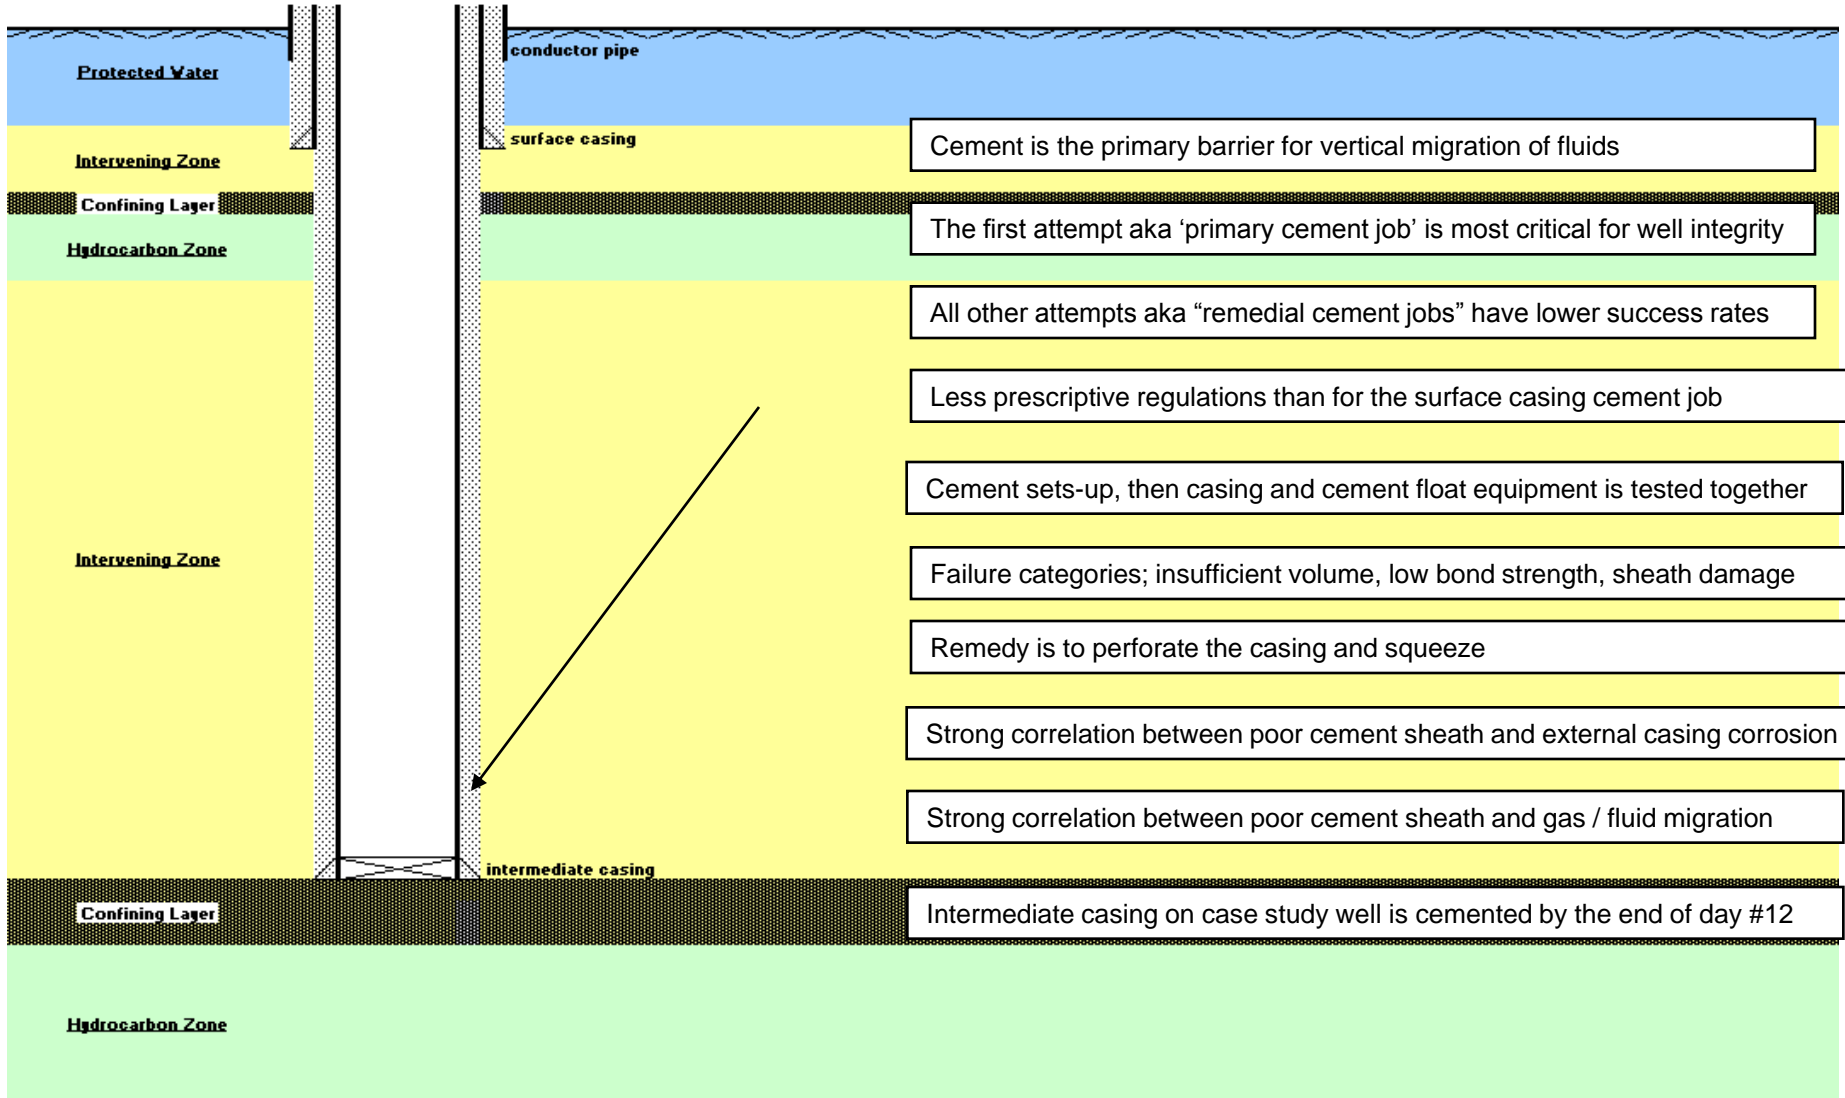 conductor pipe
Protected Water
surface casing
Cement is the primary barrier for vertical migration of fluids
Intervening Zone
Confining Layer
The first attempt aka ‘primary cement job’ is most critical for well integrity
Hydrocarbon Zone
All other attempts aka “remedial cement jobs” have lower success rates
Less prescriptive regulations than for the surface casing cement job
Cement sets-up, then casing and cement float equipment is tested together
Intervening Zone
Failure categories; insufficient volume, low bond strength, sheath damage
Remedy is to perforate the casing and squeeze
Strong correlation between poor cement sheath and external casing corrosion
Strong correlation between poor cement sheath and gas / fluid migration
intermediate casing
Confining Layer
Intermediate casing on case study well is cemented by the end of day #12
Hydrocarbon Zone